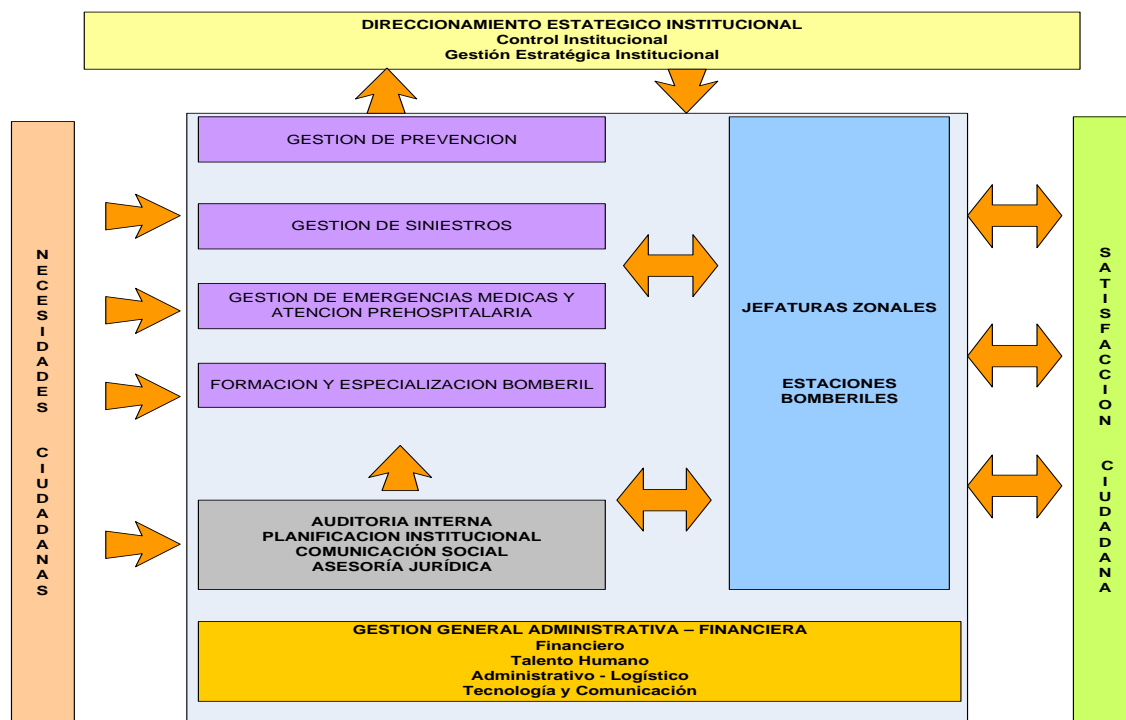 DIRECCIONAMIENTO ESTATEGICO INSTITUCIONAL
Control Institucional
Gestión Estratégica Institucional
NECESIDADES CIUDADANAS
GESTION DE PREVENCION
GESTION DE SINIESTROS
GESTION DE EMERGENCIAS MEDICAS Y
ATENCION PREHOSPITALARIA
FORMACION Y ESPECIALIZACION BOMBERIL
AUDITORIA INTERNA
PLANIFICACION INSTITUCIONAL
COMUNICACIÓN SOCIAL
ASESORÍA JURÍDICA
JEFATURAS ZONALES
ESTACIONES
BOMBERILES
SATISFACCION CIUDADANA
GESTION GENERAL ADMINISTRATIVA – FINANCIERA
Financiero
Talento Humano
Administrativo - Logístico
Tecnología y Comunicación